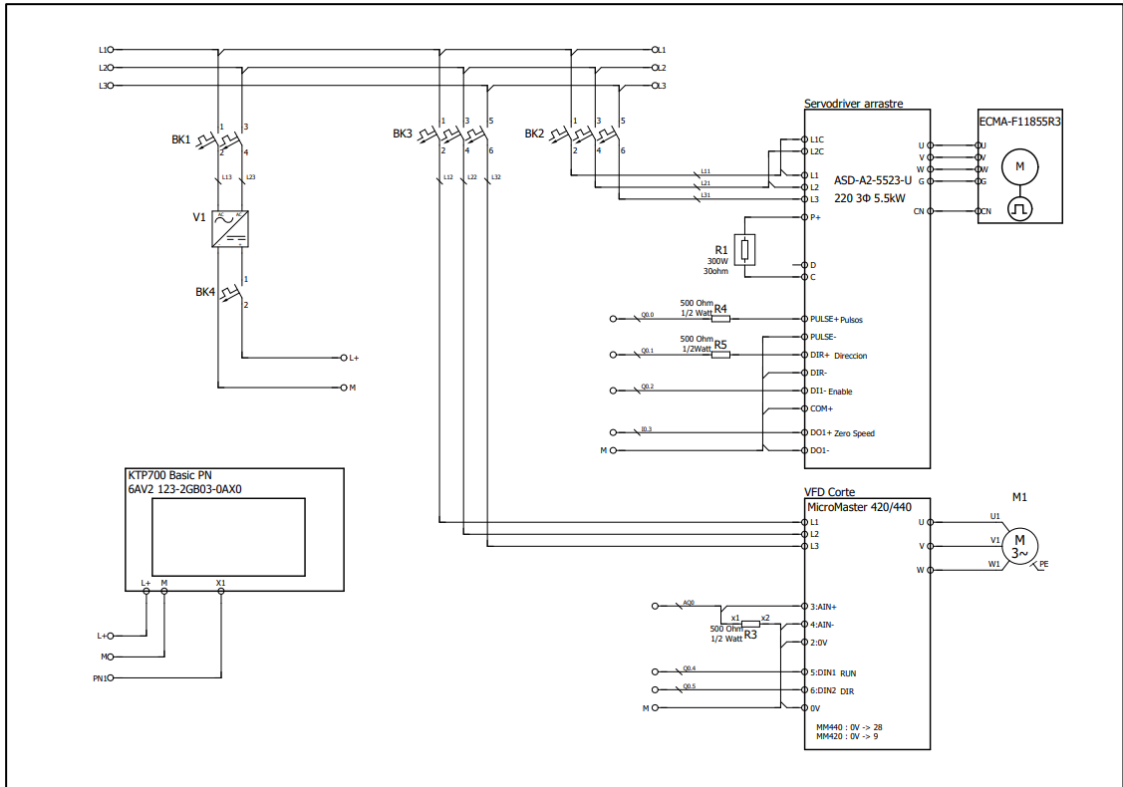 L1 L1
L2 L2
L3 L3
BK1 1 3
2 4
L13 L23
V1 AC AC
BK4 1
2
L+
M
BK3 1 3 5
2 4 6
L12 L22 L32
BK2 1 3 5
2 4 6
L11
L21
L31
Servodriver arrastre
L1C
L2C
L1
L2
L3
P+
D
C
ASD-A2-5523-U
220 3Φ 5.5kW
U
V
W
G
CN
ECMA-F11855R3
U
V
W
G
CN
M
R1
300W
30ohm
500 Ohm
1/2 Watt R4
Q0.0 PULSE+ Pulsos
PULSE-
500 Ohm
1/2Watt R5
Q0.1 DIR+ Direccion
DIR-
Q0.2 DI1- Enable
COM+
I0.3 DO1+ Zero Speed
M DO1-
KTP700 Basic PN
6AV2 123-2GB03-0AX0
L+ M X1
L+
M
PN1
VFD Corte
MicroMaster 420/440
L1
L2
L3
U
V
W
M1
U1
V1
W1
M
3~
PE
AQ0 3:AIN+
x1 x2
500 Ohm
1/2 Watt R3
4:AIN-
2:0V
Q0.4 5:DIN1 RUN
Q0.5 6:DIN2 DIR
M 0V
MM440 : 0V -> 28
MM420 : 0V -> 9